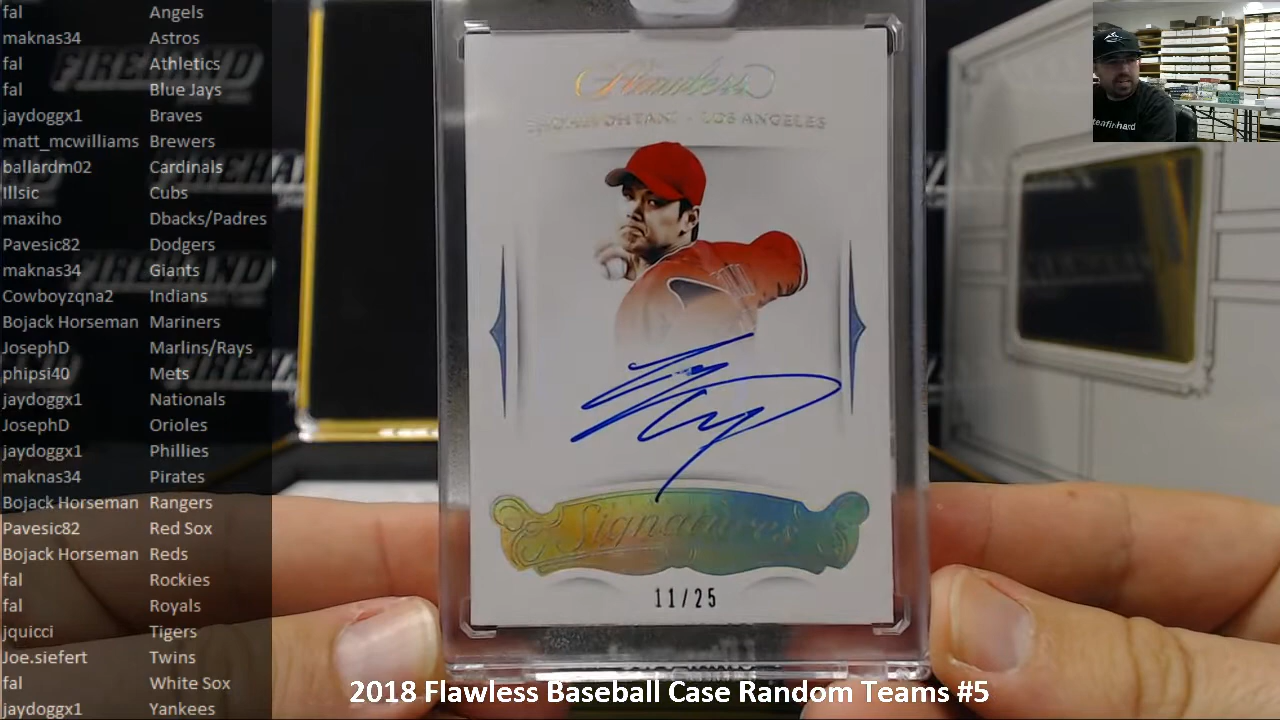 fal Angels
maknas34 Astros
fal Athletics
fal Blue Jays
jaydoggx1 Braves
matt_mcwilliams Brewers
ballardm02 Cardinals
Illsic Cubs
maxiho Dbacks/Padres
Pavesic82 Dodgers
maknas34 Giants
Cowboyzqna2 Indians
Bojack Horseman Mariners
JosephD Marlins/Rays
phipsi40 Mets
jaydoggx1 Nationals
JosephD Orioles
jaydoggx1 Phillies
maknas34 Pirates
Bojack Horseman Rangers
Pavesic82 Red Sox
Bojack Horseman Reds
fal Rockies
fal Royals
jquicci Tigers
Joe.siefert Twins
fal White Sox
jaydoggx1 Yankees
FIREHAND
Flawless
SHOHEI OHTANI • LOS ANGELES
Signatures
11/25
2018 Flawless Baseball Case Random Teams #5